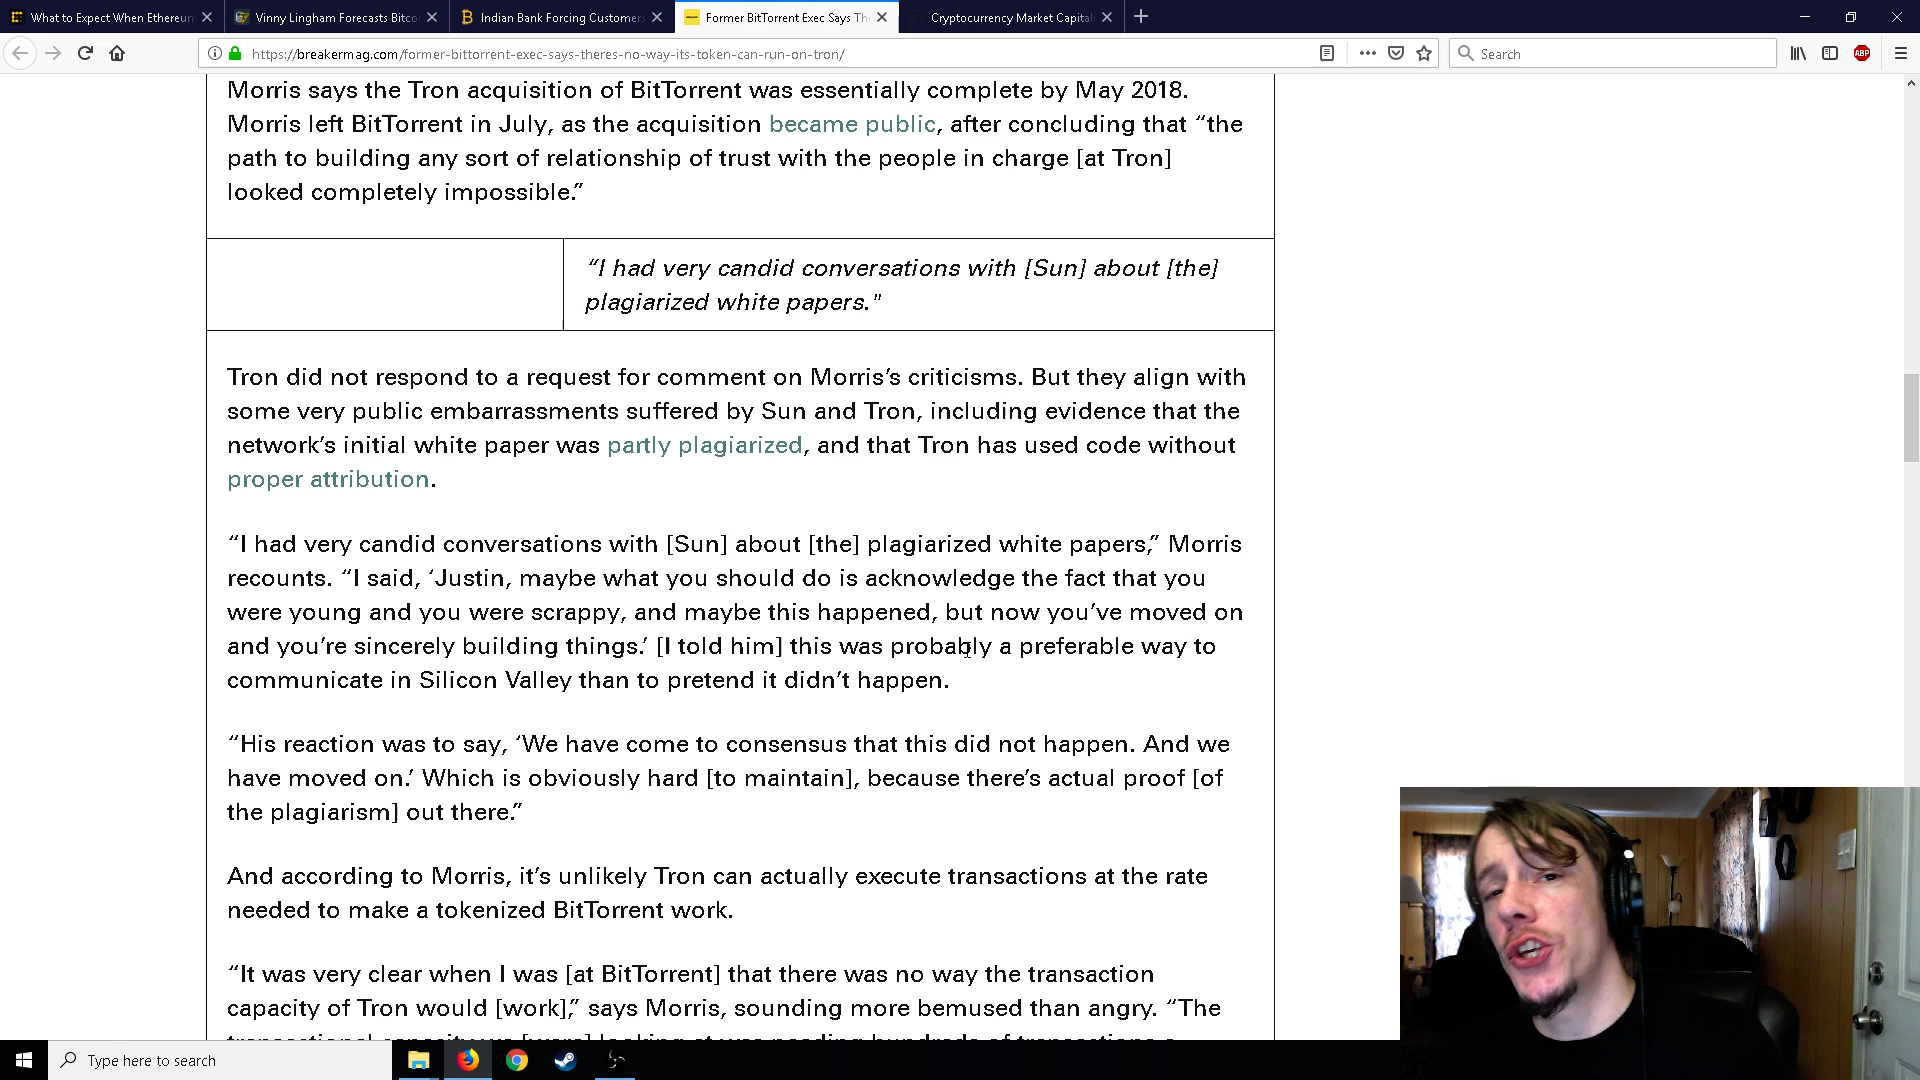 What to Expect When Ethereum
Vinny Lingham Forecasts Bitco
Indian Bank Forcing Customers
Former BitTorrent Exec Says The
Cryptocurrency Market Capital
https://breakermag.com/former-bittorrent-exec-says-theres-no-way-its-token-can-run-on-tron/
Search
ABP
Morris says the Tron acquisition of BitTorrent was essentially complete by May 2018.
Morris left BitTorrent in July, as the acquisition became public, after concluding that “the
path to building any sort of relationship of trust with the people in charge [at Tron]
looked completely impossible.”
“I had very candid conversations with [Sun] about [the]
plagiarized white papers."
Tron did not respond to a request for comment on Morris’s criticisms. But they align with
some very public embarrassments suffered by Sun and Tron, including evidence that the
network’s initial white paper was partly plagiarized, and that Tron has used code without
proper attribution.
“I had very candid conversations with [Sun] about [the] plagiarized white papers,” Morris
recounts. “I said, ‘Justin, maybe what you should do is acknowledge the fact that you
were young and you were scrappy, and maybe this happened, but now you’ve moved on
and you’re sincerely building things.’ [I told him] this was probably a preferable way to
communicate in Silicon Valley than to pretend it didn’t happen.
“His reaction was to say, ‘We have come to consensus that this did not happen. And we
have moved on.’ Which is obviously hard [to maintain], because there’s actual proof [of
the plagiarism] out there.”
And according to Morris, it’s unlikely Tron can actually execute transactions at the rate
needed to make a tokenized BitTorrent work.
“It was very clear when I was [at BitTorrent] that there was no way the transaction
capacity of Tron would [work],” says Morris, sounding more bemused than angry. “The
Type here to search